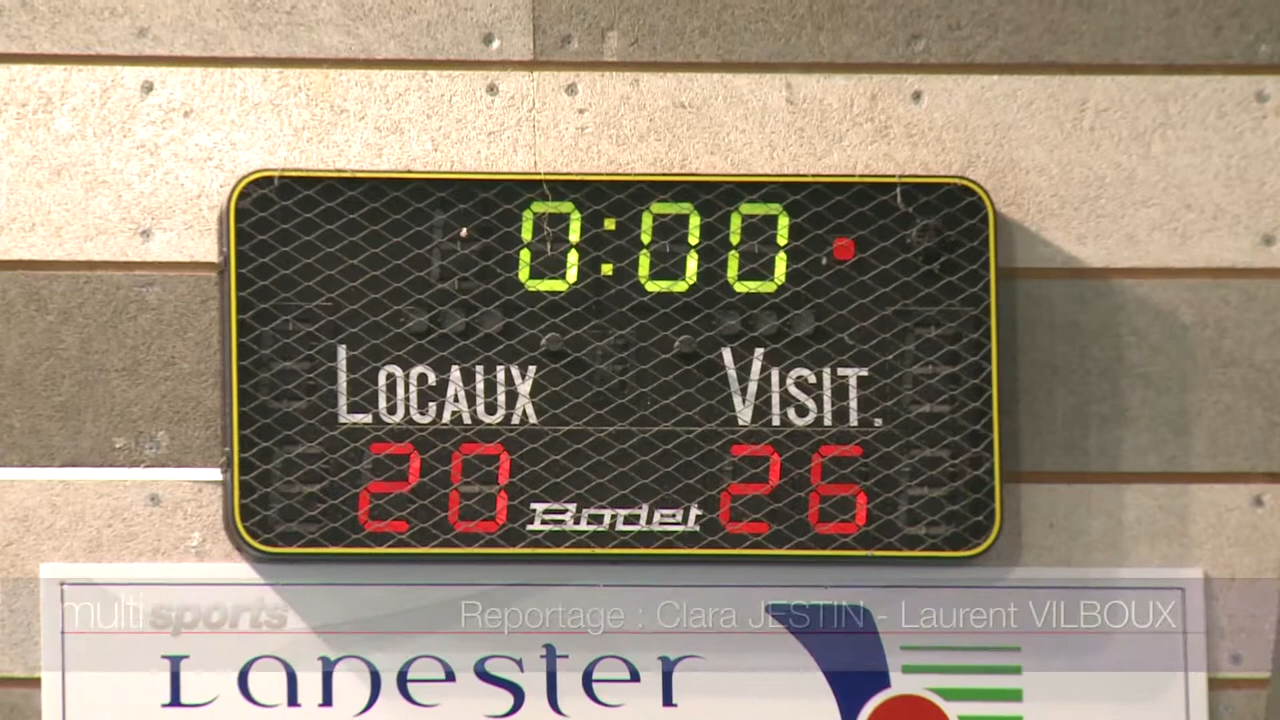 0:00
LOCAUX VISIT.
20 26
Bodet
multisports Reportage : Clara JESTIN - Laurent VILBOUX
Lanester